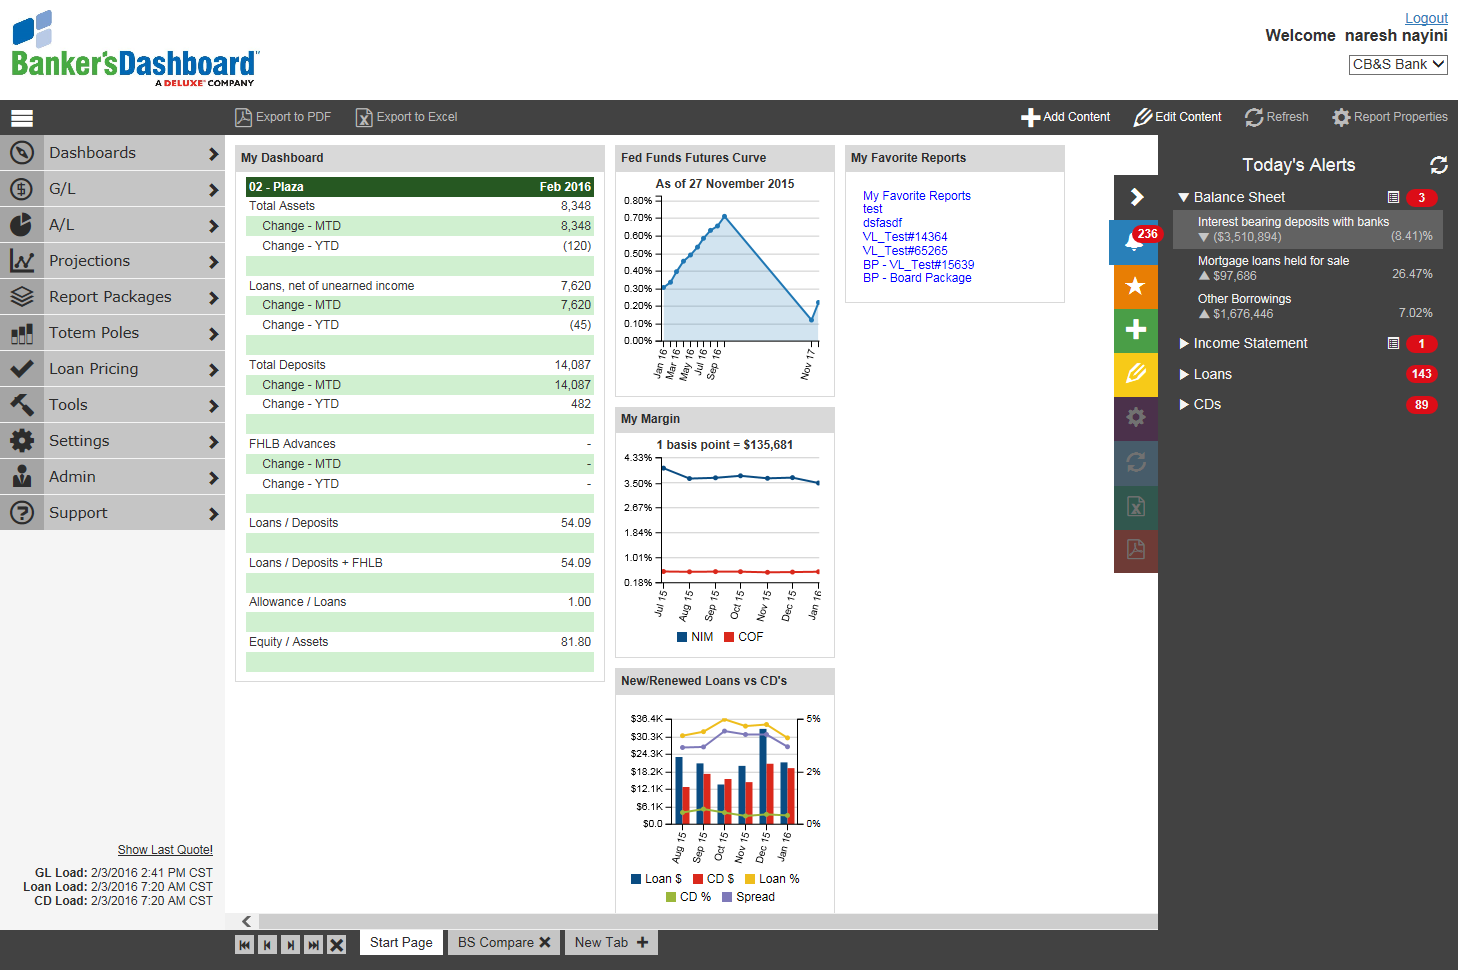 Logout
Welcome naresh nayini
CB&S Bank
Banker'sDashboard
A DELUXE COMPANY
Export to PDF
Export to Excel
Add Content
Edit Content
Refresh
Report Properties
Dashboards
G/L
A/L
Projections
Report Packages
Totem Poles
Loan Pricing
Tools
Settings
Admin
Support
Show Last Quote!
GL Load: 2/3/2016 2:41 PM CST
Loan Load: 2/3/2016 7:20 AM CST
CD Load: 2/3/2016 7:20 AM CST
My Dashboard
02 - Plaza Feb 2016
Total Assets 8,348
Change - MTD 8,348
Change - YTD (120)
Loans, net of unearned income 7,620
Change - MTD 7,620
Change - YTD (45)
Total Deposits 14,087
Change - MTD 14,087
Change - YTD 482
FHLB Advances -
Change - MTD -
Change - YTD -
Loans / Deposits 54.09
Loans / Deposits + FHLB 54.09
Allowance / Loans 1.00
Equity / Assets 81.80
Fed Funds Futures Curve
As of 27 November 2015
0.80%
0.70%
0.60%
0.50%
0.40%
0.30%
0.20%
0.10%
0.00%
Jan 16
Mar 16
May 16
Jul 16
Sep 16
Nov 17
My Margin
1 basis point = $135,681
4.33%
3.50%
2.67%
1.84%
1.01%
0.18%
Jul 15
Aug 15
Sep 15
Oct 15
Nov 15
Dec 15
Jan 16
NIM COF
New/Renewed Loans vs CD's
$36.4K
$30.3K
$24.3K
$18.2K
$12.1K
$6.1K
$0.0
5%
2%
0%
Aug 15
Sep 15
Oct 15
Nov 15
Dec 15
Jan 16
Loan $ CD $ Loan %
CD % Spread
My Favorite Reports
My Favorite Reports
test
dsfasdf
VL_Test#14364
VL_Test#65265
BP - VL_Test#15639
BP - Board Package
236
Today's Alerts
Balance Sheet 3
Interest bearing deposits with banks
($3,510,894) (8.41)%
Mortgage loans held for sale
$97,686 26.47%
Other Borrowings
$1,676,446 7.02%
Income Statement 1
Loans 143
CDs 89
Start Page
BS Compare
New Tab